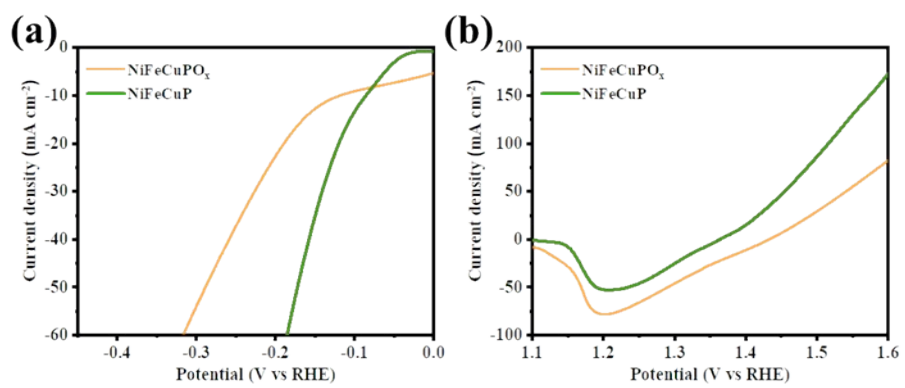 (a)
0
-10
-20
-30
-40
-50
-60
Current density (mA cm⁻²)
NiFeCuPOₓ
NiFeCuP
-0.4 -0.3 -0.2 -0.1 0.0
Potential (V vs RHE)
(b)
200
150
100
50
0
-50
-100
Current density (mA cm⁻²)
NiFeCuPOₓ
NiFeCuP
1.1 1.2 1.3 1.4 1.5 1.6
Potential (V vs RHE)